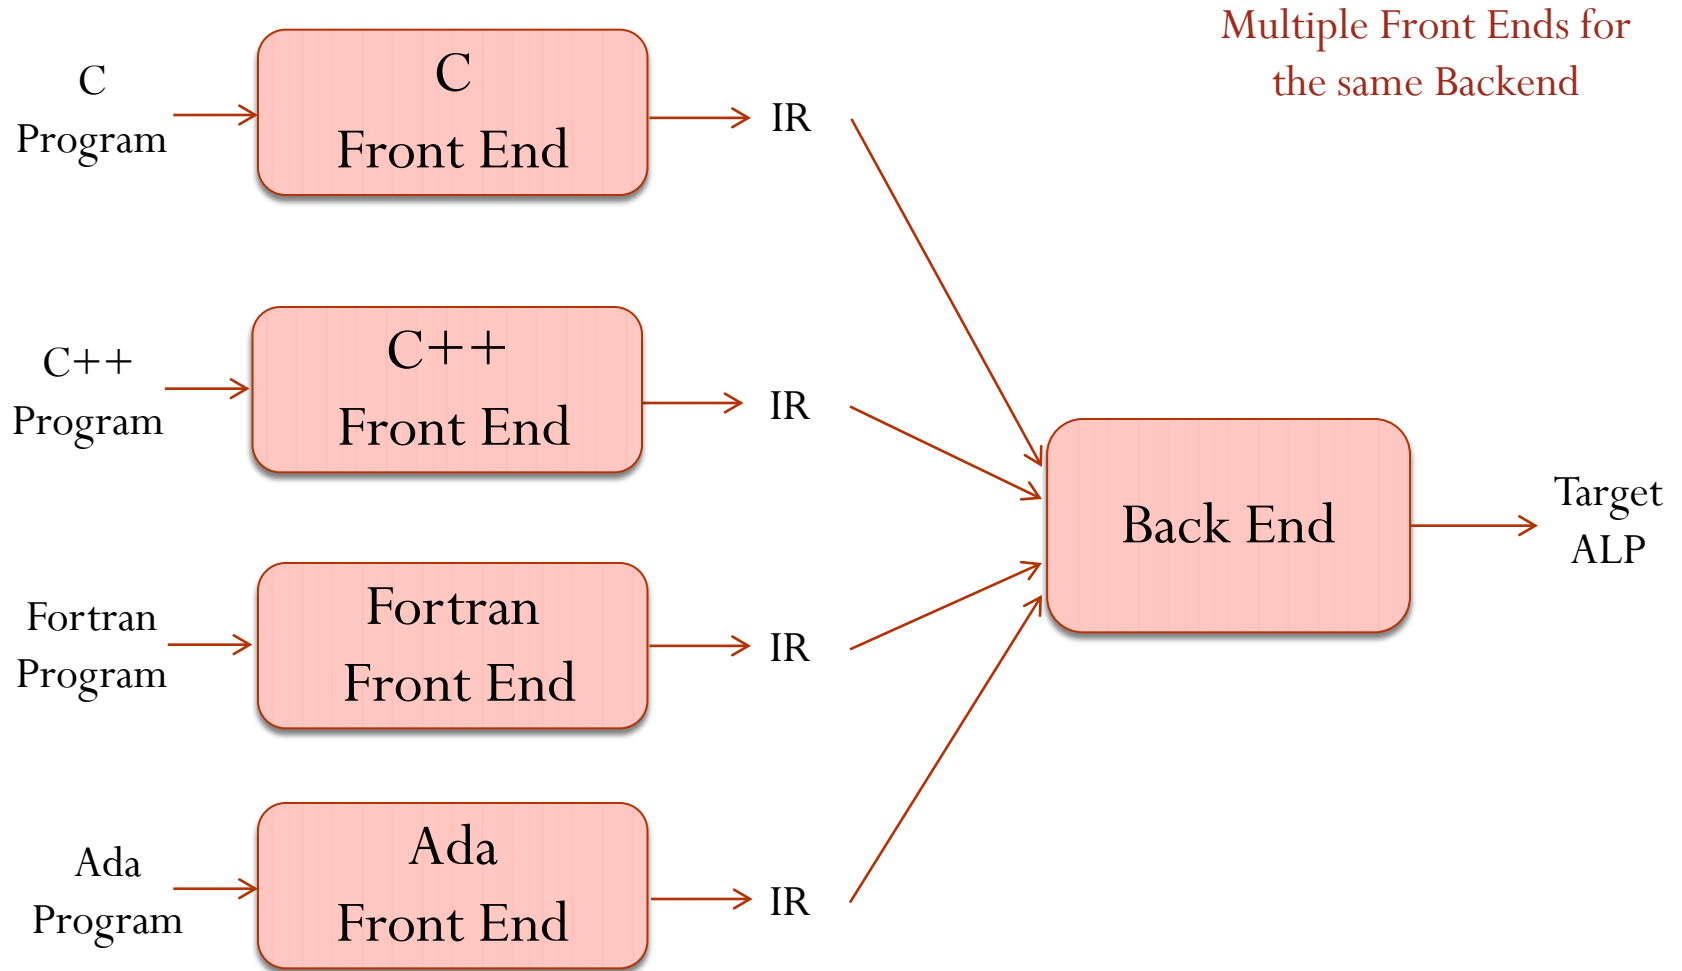 Multiple Front Ends for
the same Backend
C
Program
C
Front End
IR
C++
Program
C++
Front End
IR
Fortran
Program
Fortran
Front End
IR
Ada
Program
Ada
Front End
IR
Back End
Target
ALP